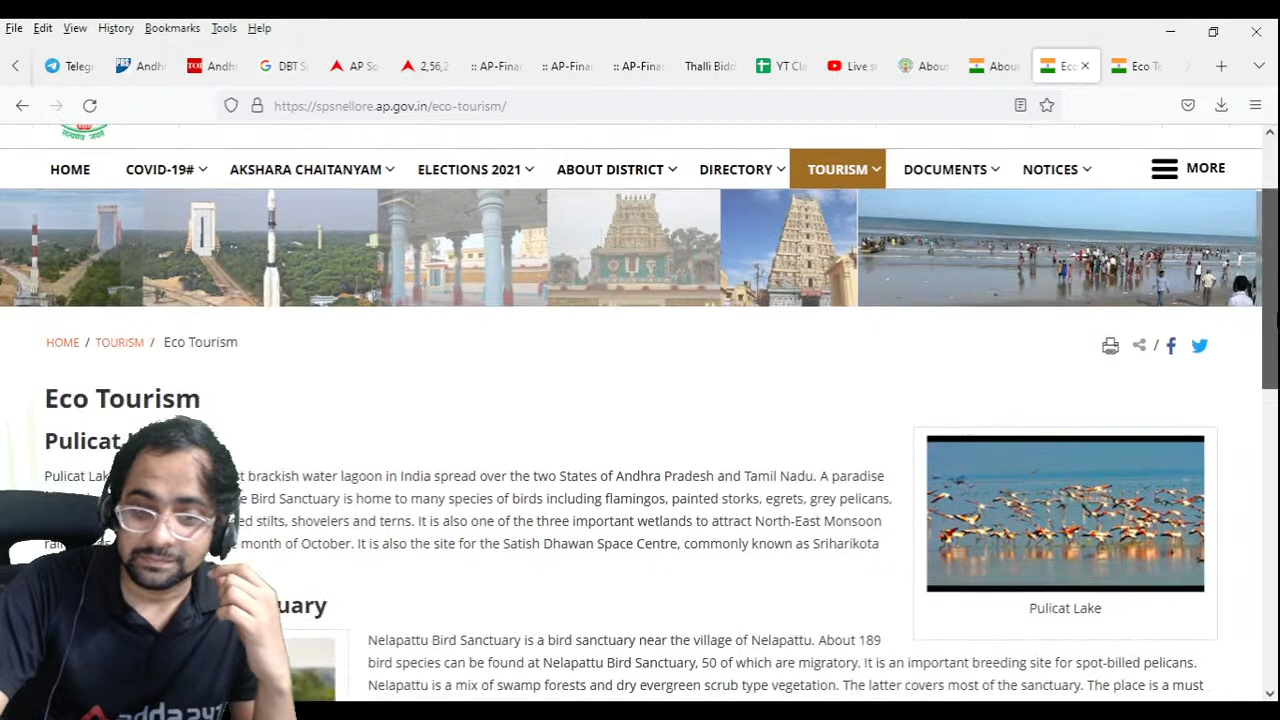 File Edit View History Bookmarks Tools Help
Teleg Andh Andh DBT S AP So 2,56,2 :: AP-Fina :: AP-Fina :: AP-Fina Thalli Bidd YT Cla Live s Abou Abou Eco Eco T
https://spsnellore.ap.gov.in/eco-tourism/
सत्यमेव जयते
HOME COVID-19# AKSHARA CHAITANYAM ELECTIONS 2021 ABOUT DISTRICT DIRECTORY TOURISM DOCUMENTS NOTICES MORE
HOME / TOURISM / Eco Tourism
Eco Tourism
Pulicat
Pulicat brackish water lagoon in India spread over the two States of Andhra Pradesh and Tamil Nadu. A paradise
Bird Sanctuary is home to many species of birds including flamingos, painted storks, egrets, grey pelicans,
stilts, shovelers and terns. It is also one of the three important wetlands to attract North-East Monsoon
month of October. It is also the site for the Satish Dhawan Space Centre, commonly known as Sriharikota
Pulicat Lake
uary
Nelapattu Bird Sanctuary is a bird sanctuary near the village of Nelapattu. About 189
bird species can be found at Nelapattu Bird Sanctuary, 50 of which are migratory. It is an important breeding site for spot-billed pelicans.
Nelapattu is a mix of swamp forests and dry evergreen scrub type vegetation. The latter covers most of the sanctuary. The place is a must